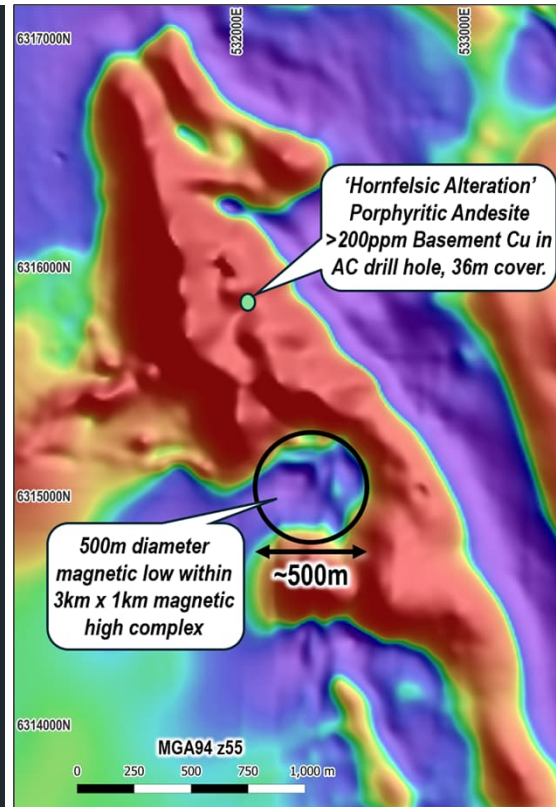 6317000N
532000E
533000E
‘Hornfelsic Alteration’
Porphyritic Andesite
>200ppm Basement Cu in
AC drill hole, 36m cover.
6316000N
6315000N
500m diameter
magnetic low within
3km x 1km magnetic
high complex
~500m
6314000N
MGA94 z55
0 250 500 750 1,000 m